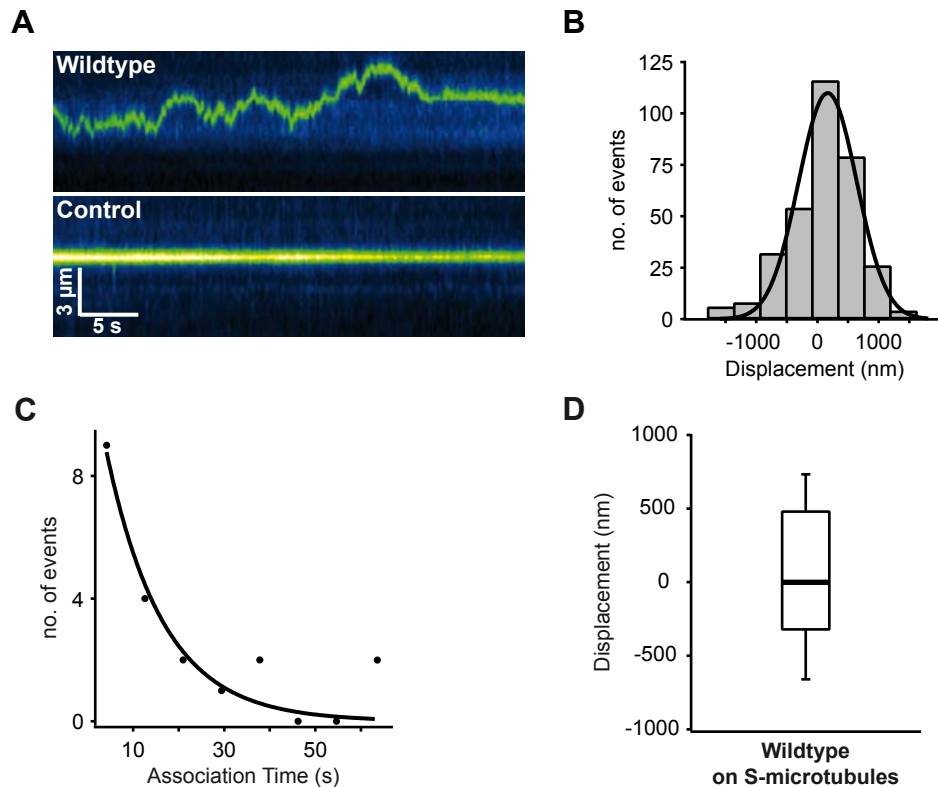 A
Wildtype
Control
3 µm
5 s
B
125
100
75
50
25
0
no. of events
-1000 0 1000
Displacement (nm)
C
8
4
0
no. of events
10 30 50
Association Time (s)
D
1000
500
0
-500
-1000
Displacement (nm)
Wildtype
on S-microtubules